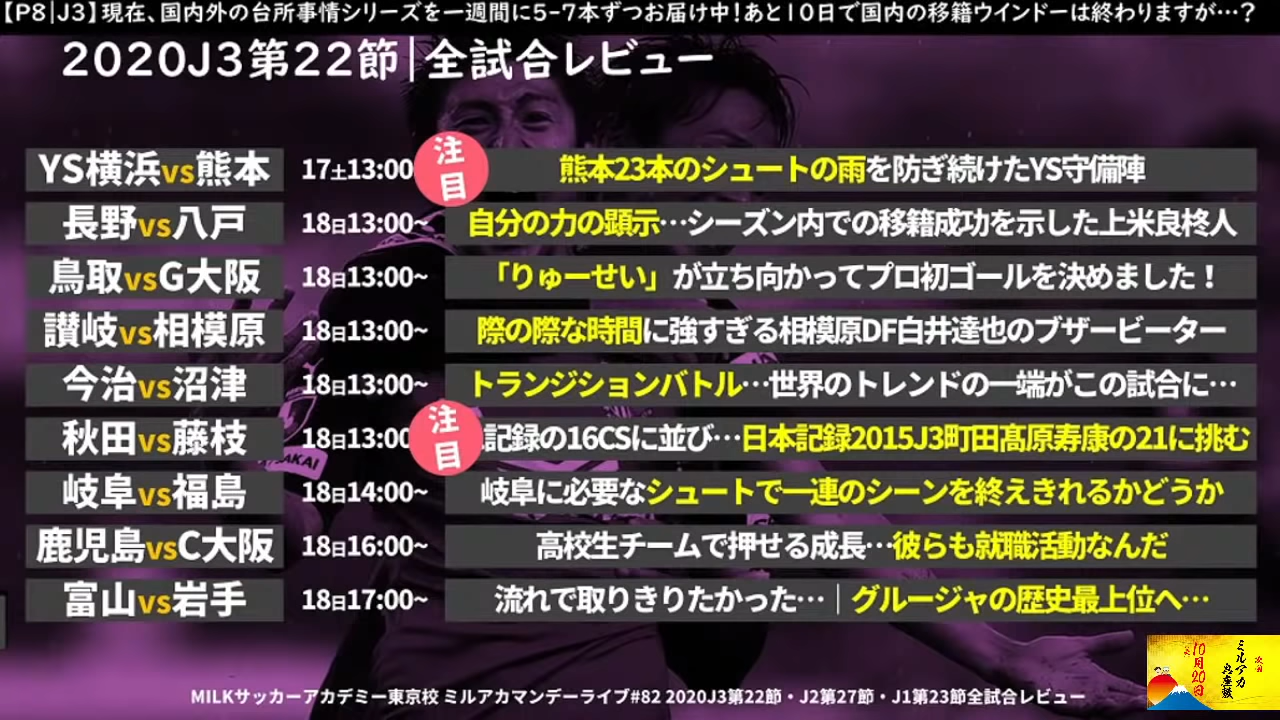 【P8|J3】現在、国内外の台所事情シリーズを一週間に5-7本ずつお届け中!あと10日で国内の移籍ウインドーは終わりますが…?
2020J3第22節|全試合レビュー
YS横浜vs熊本 17土13:00 注目 熊本23本のシュートの雨を防ぎ続けたYS守備陣
長野vs八戸 18日13:00~ 自分の力の顕示…シーズン内での移籍成功を示した上米良柊人
鳥取vsG大阪 18日13:00~ 「りゅーせい」が立ち向かってプロ初ゴールを決めました！
讃岐vs相模原 18日13:00~ 際の際な時間に強すぎる相模原DF白井達也のブザービーター
今治vs沼津 18日13:00~ トランジションバトル…世界のトレンドの一端がこの試合に…
秋田vs藤枝 18日13:00 注目 記録の16CSに並び…日本記録2015J3町田髙原寿康の21に挑む
岐阜vs福島 18日14:00~ 岐阜に必要なシュートで一連のシーンを終えきれるかどうか
鹿児島vsC大阪 18日16:00~ 高校生チームで押せる成長…彼らも就職活動なんだ
富山vs岩手 18日17:00~ 流れで取りきりたかった…｜グルージャの歴史最上位へ…
SAKAI
MILKサッカーアカデミー東京校 ミルアカマンデーライブ#82 2020J3第22節・J2第27節・J1第23節全試合レビュー
次回
ミルアカ
10月20日